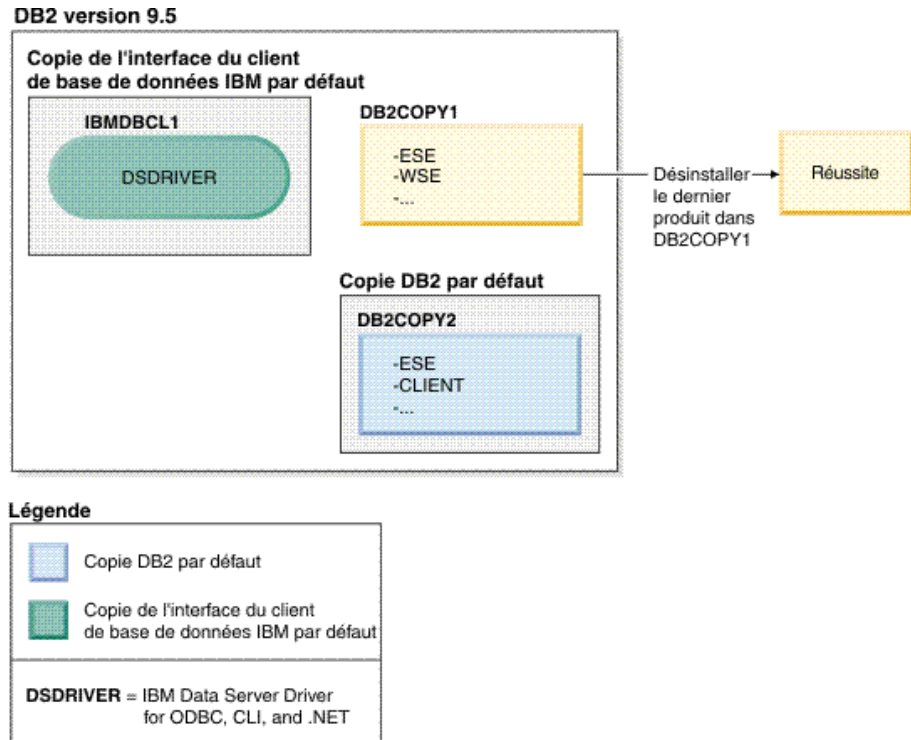 DB2 version 9.5
Copie de l'interface du client
de base de données IBM par défaut
IBMDBCL1
DSDRIVER
DB2COPY1
-ESE
-WSE
-...
Désinstaller
le dernier
produit dans
DB2COPY1
Réussite
Copie DB2 par défaut
DB2COPY2
-ESE
-CLIENT
-...
Légende
Copie DB2 par défaut
Copie de l'interface du client
de base de données IBM par défaut
DSDRIVER = IBM Data Server Driver
for ODBC, CLI, and .NET